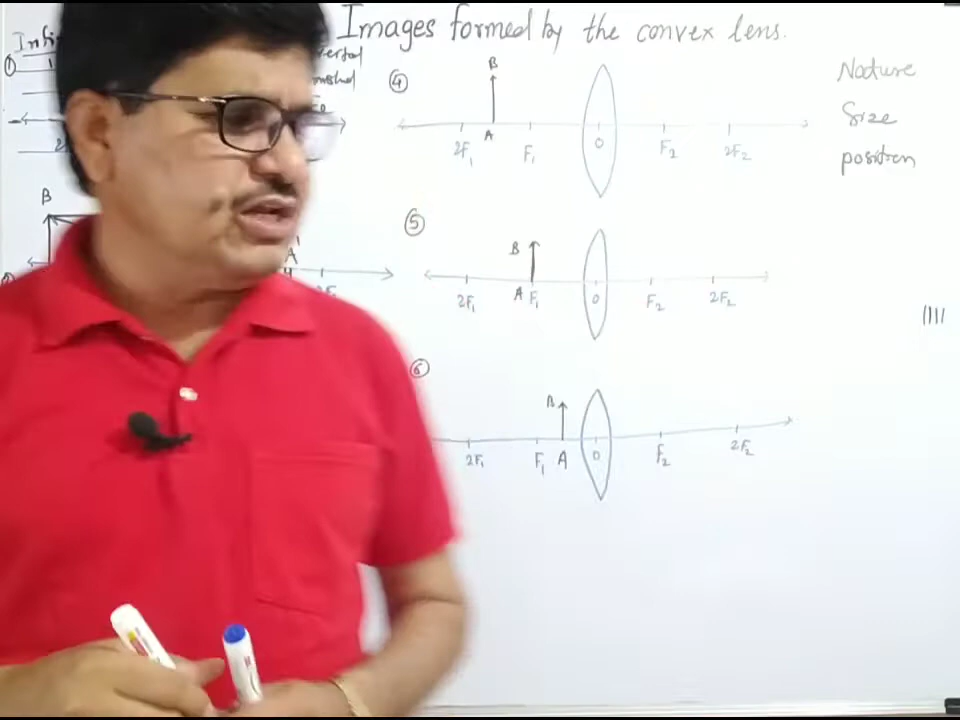 Images formed by the convex lens.
①
④
B
A
2F₁
F₁
O
F₂
2F₂
Nature
Size
position
B
A'
⑤
B
A
2F₁
F₁
O
F₂
2F₂
||||
⑥
B
2F₁
F₁
A
O
F₂
2F₂